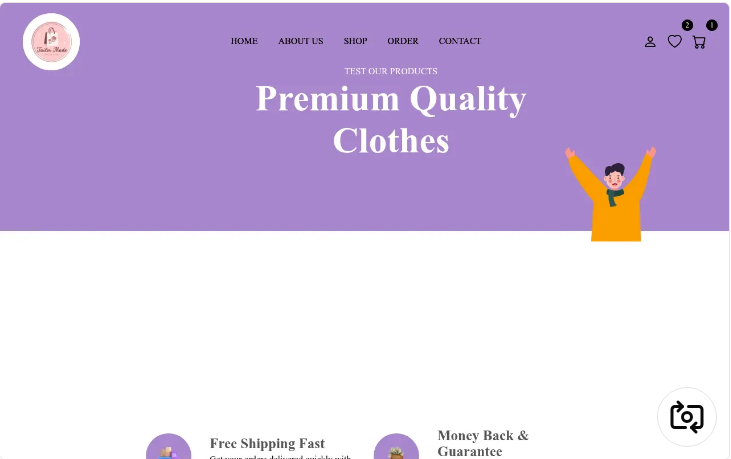 Tailor Made
HOME ABOUT US SHOP ORDER CONTACT
2
1
TEST OUR PRODUCTS
Premium Quality
Clothes
Free Shipping Fast
Get your orders delivered quickly with
Money Back &
Guarantee